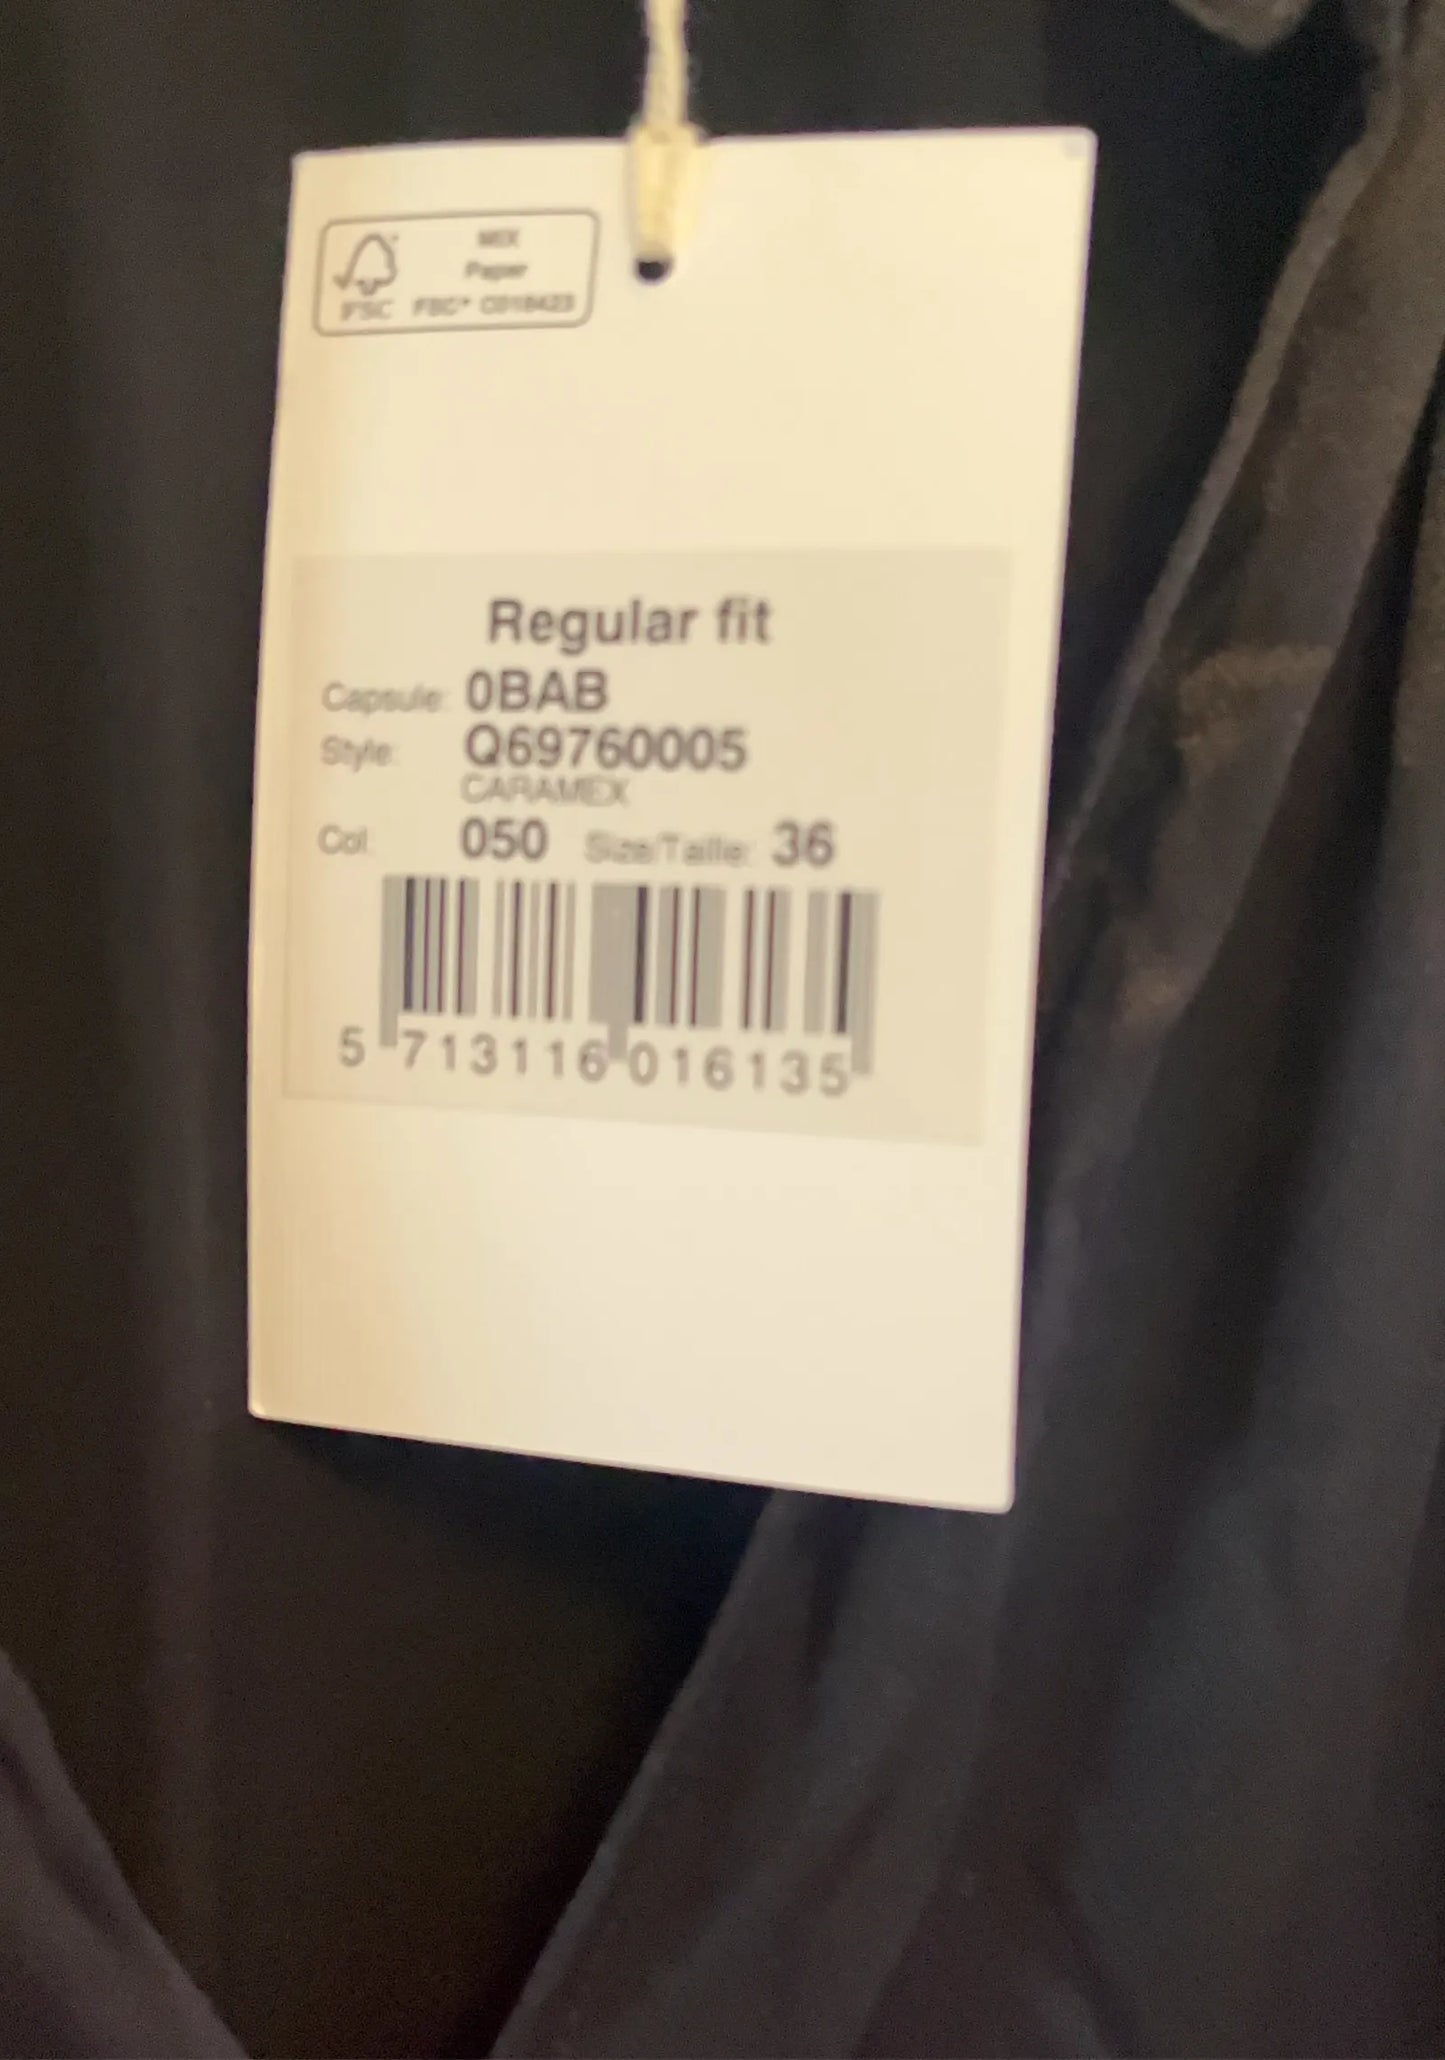 MIX
Paper
FSC FSC® C018423
Regular fit
Capsule: 0BAB
Style: Q69760005
CARAMEX
Col. 050 Size/Taille: 36
5 713116 016135